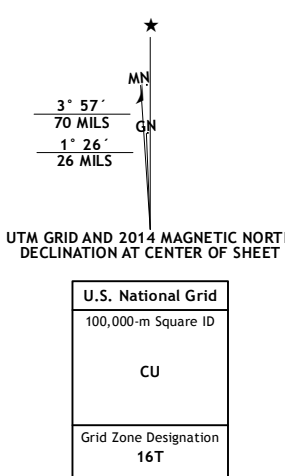 ★
MN
3° 57´
70 MILS
GN
1° 26´
26 MILS
UTM GRID AND 2014 MAGNETIC NORT
DECLINATION AT CENTER OF SHEET
U.S. National Grid
100,000-m Square ID
CU
Grid Zone Designation
16T